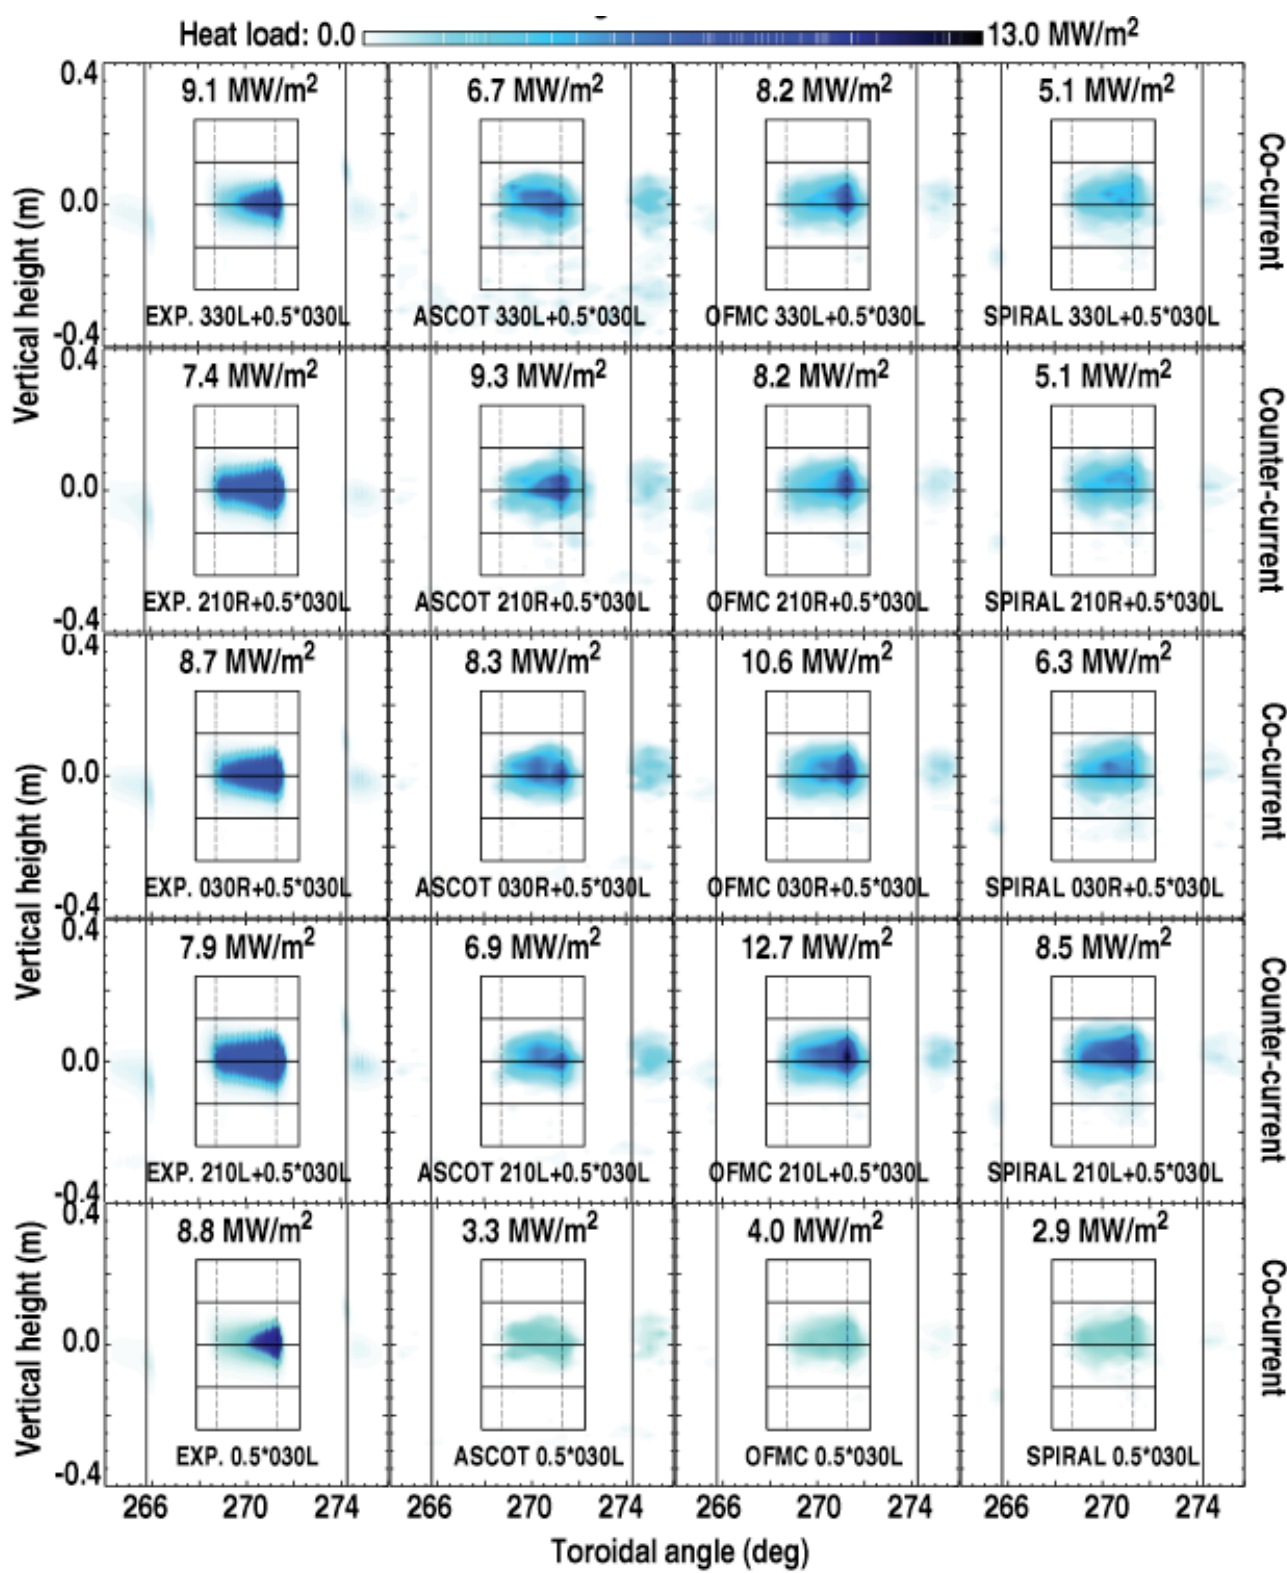 Heat load: 0.0 13.0 MW/m²
0.4 9.1 MW/m² 6.7 MW/m² 8.2 MW/m² 5.1 MW/m²
Vertical height (m)
0.0
Co-current
EXP. 330L+0.5*030L ASCOT 330L+0.5*030L OFMC 330L+0.5*030L SPIRAL 330L+0.5*030L
-0.4
0.4 7.4 MW/m² 9.3 MW/m² 8.2 MW/m² 5.1 MW/m²
0.0
Counter-current
EXP. 210R+0.5*030L ASCOT 210R+0.5*030L OFMC 210R+0.5*030L SPIRAL 210R+0.5*030L
-0.4
0.4 8.7 MW/m² 8.3 MW/m² 10.6 MW/m² 6.3 MW/m²
Vertical height (m)
0.0
Co-current
EXP. 030R+0.5*030L ASCOT 030R+0.5*030L OFMC 030R+0.5*030L SPIRAL 030R+0.5*030L
-0.4
0.4 7.9 MW/m² 6.9 MW/m² 12.7 MW/m² 8.5 MW/m²
0.0
Counter-current
EXP. 210L+0.5*030L ASCOT 210L+0.5*030L OFMC 210L+0.5*030L SPIRAL 210L+0.5*030L
-0.4
0.4 8.8 MW/m² 3.3 MW/m² 4.0 MW/m² 2.9 MW/m²
Vertical height (m)
0.0
Co-current
EXP. 0.5*030L ASCOT 0.5*030L OFMC 0.5*030L SPIRAL 0.5*030L
-0.4
266 270 274 266 270 274 266 270 274 266 270 274
Toroidal angle (deg)